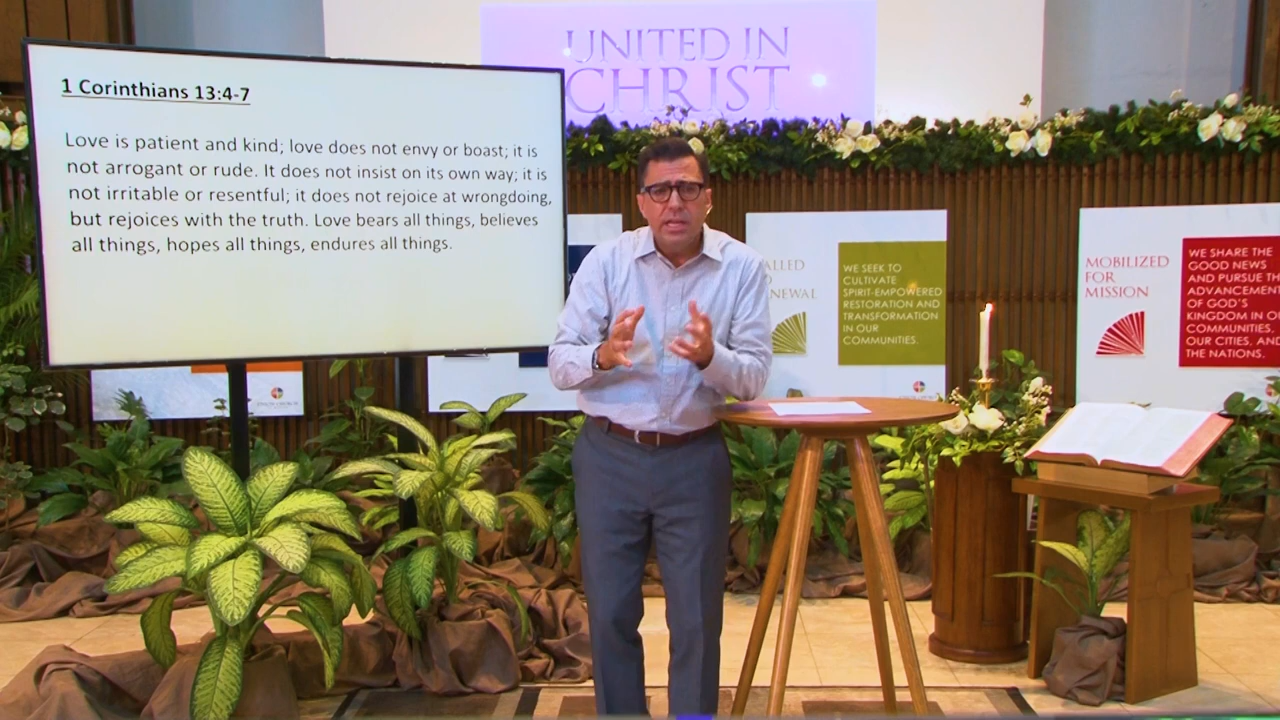 1 Corinthians 13:4-7
Love is patient and kind; love does not envy or boast; it is
not arrogant or rude. It does not insist on its own way; it is
not irritable or resentful; it does not rejoice at wrongdoing,
but rejoices with the truth. Love bears all things, believes
all things, hopes all things, endures all things.
UNITED IN
CHRIST
WE SEEK TO
CULTIVATE
SPIRIT-EMPOWERED
RESTORATION AND
TRANSFORMATION
IN OUR
COMMUNITIES.
MOBILIZED
FOR
MISSION
WE SHARE THE
GOOD NEWS
AND PURSUE TH
ADVANCEMENT
OF GOD'S
KINGDOM IN OU
COMMUNITIES,
OUR CITIES, AND
THE NATIONS.